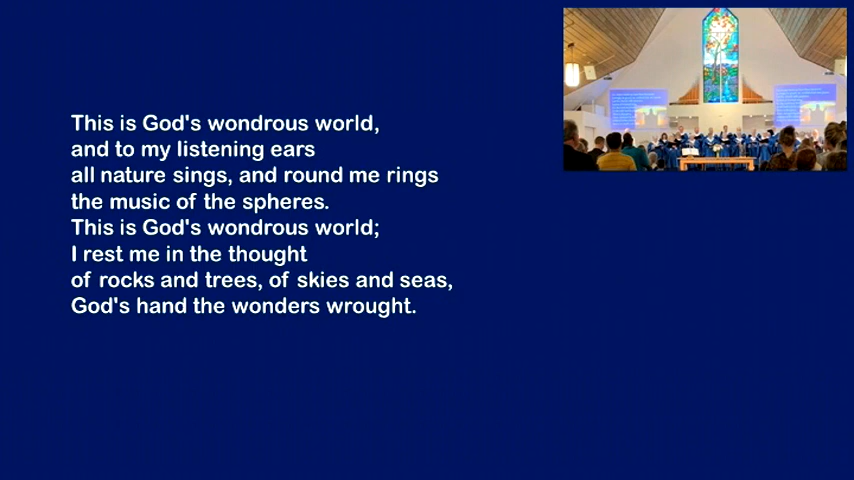 This is God's wondrous world,
and to my listening ears
all nature sings, and round me rings
the music of the spheres.
This is God's wondrous world;
I rest me in the thought
of rocks and trees, of skies and seas,
God's hand the wonders wrought.